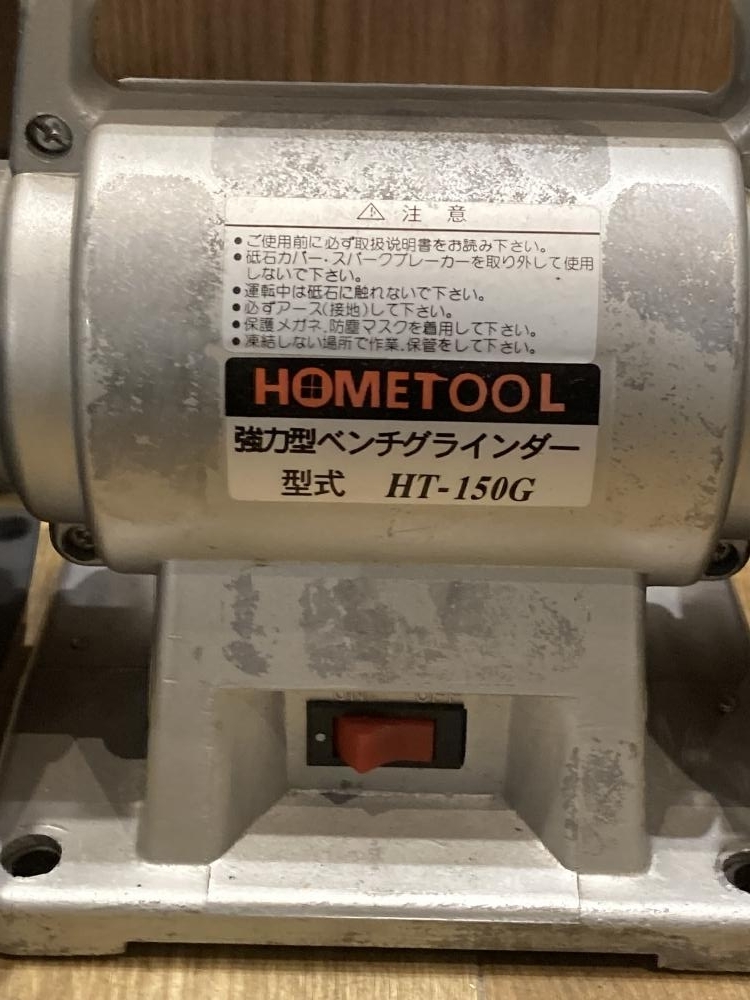 ⚠ 注意
●ご使用前に必ず取扱説明書をお読み下さい。
●砥石カバー・スパークブレーカーを取り外して使用
しないで下さい。
●運転中は砥石に触れないで下さい。
●必ずアース(接地)して下さい。
●保護メガネ、防塵マスクを着用して下さい。
●凍結しない場所で作業、保管をして下さい。
HOMETOOL
強力型ベンチグラインダー
型式 HT-150G